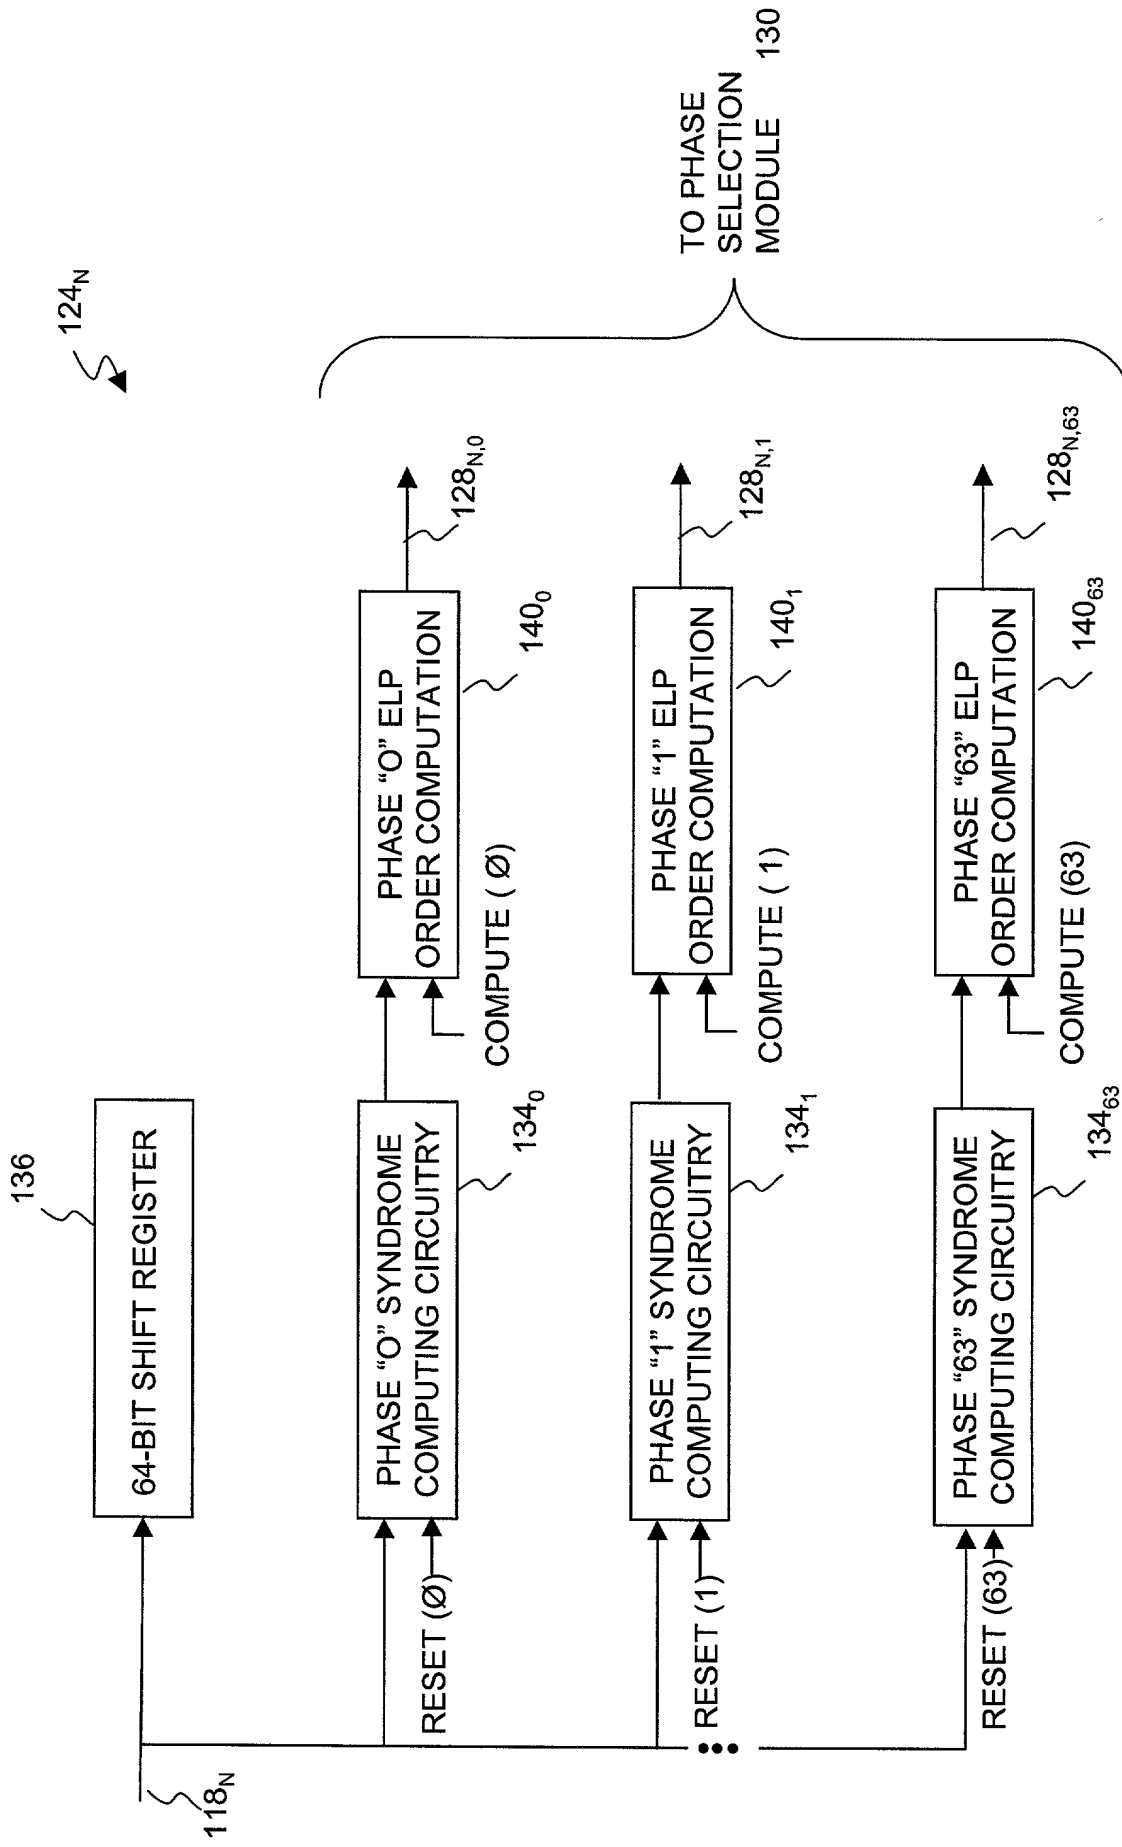 124N
136
64-BIT SHIFT REGISTER
118N
PHASE “O” SYNDROME
COMPUTING CIRCUITRY
134₀
RESET (Ø)
PHASE “O” ELP
ORDER COMPUTATION
140₀
COMPUTE ( Ø)
128N,0
PHASE “1” SYNDROME
COMPUTING CIRCUITRY
134₁
RESET (1)
PHASE “1” ELP
ORDER COMPUTATION
140₁
COMPUTE ( 1)
128N,1
PHASE “63” SYNDROME
COMPUTING CIRCUITRY
134₆₃
RESET (63)
PHASE “63” ELP
ORDER COMPUTATION
140₆₃
COMPUTE (63)
128N,63
TO PHASE
SELECTION
MODULE 130